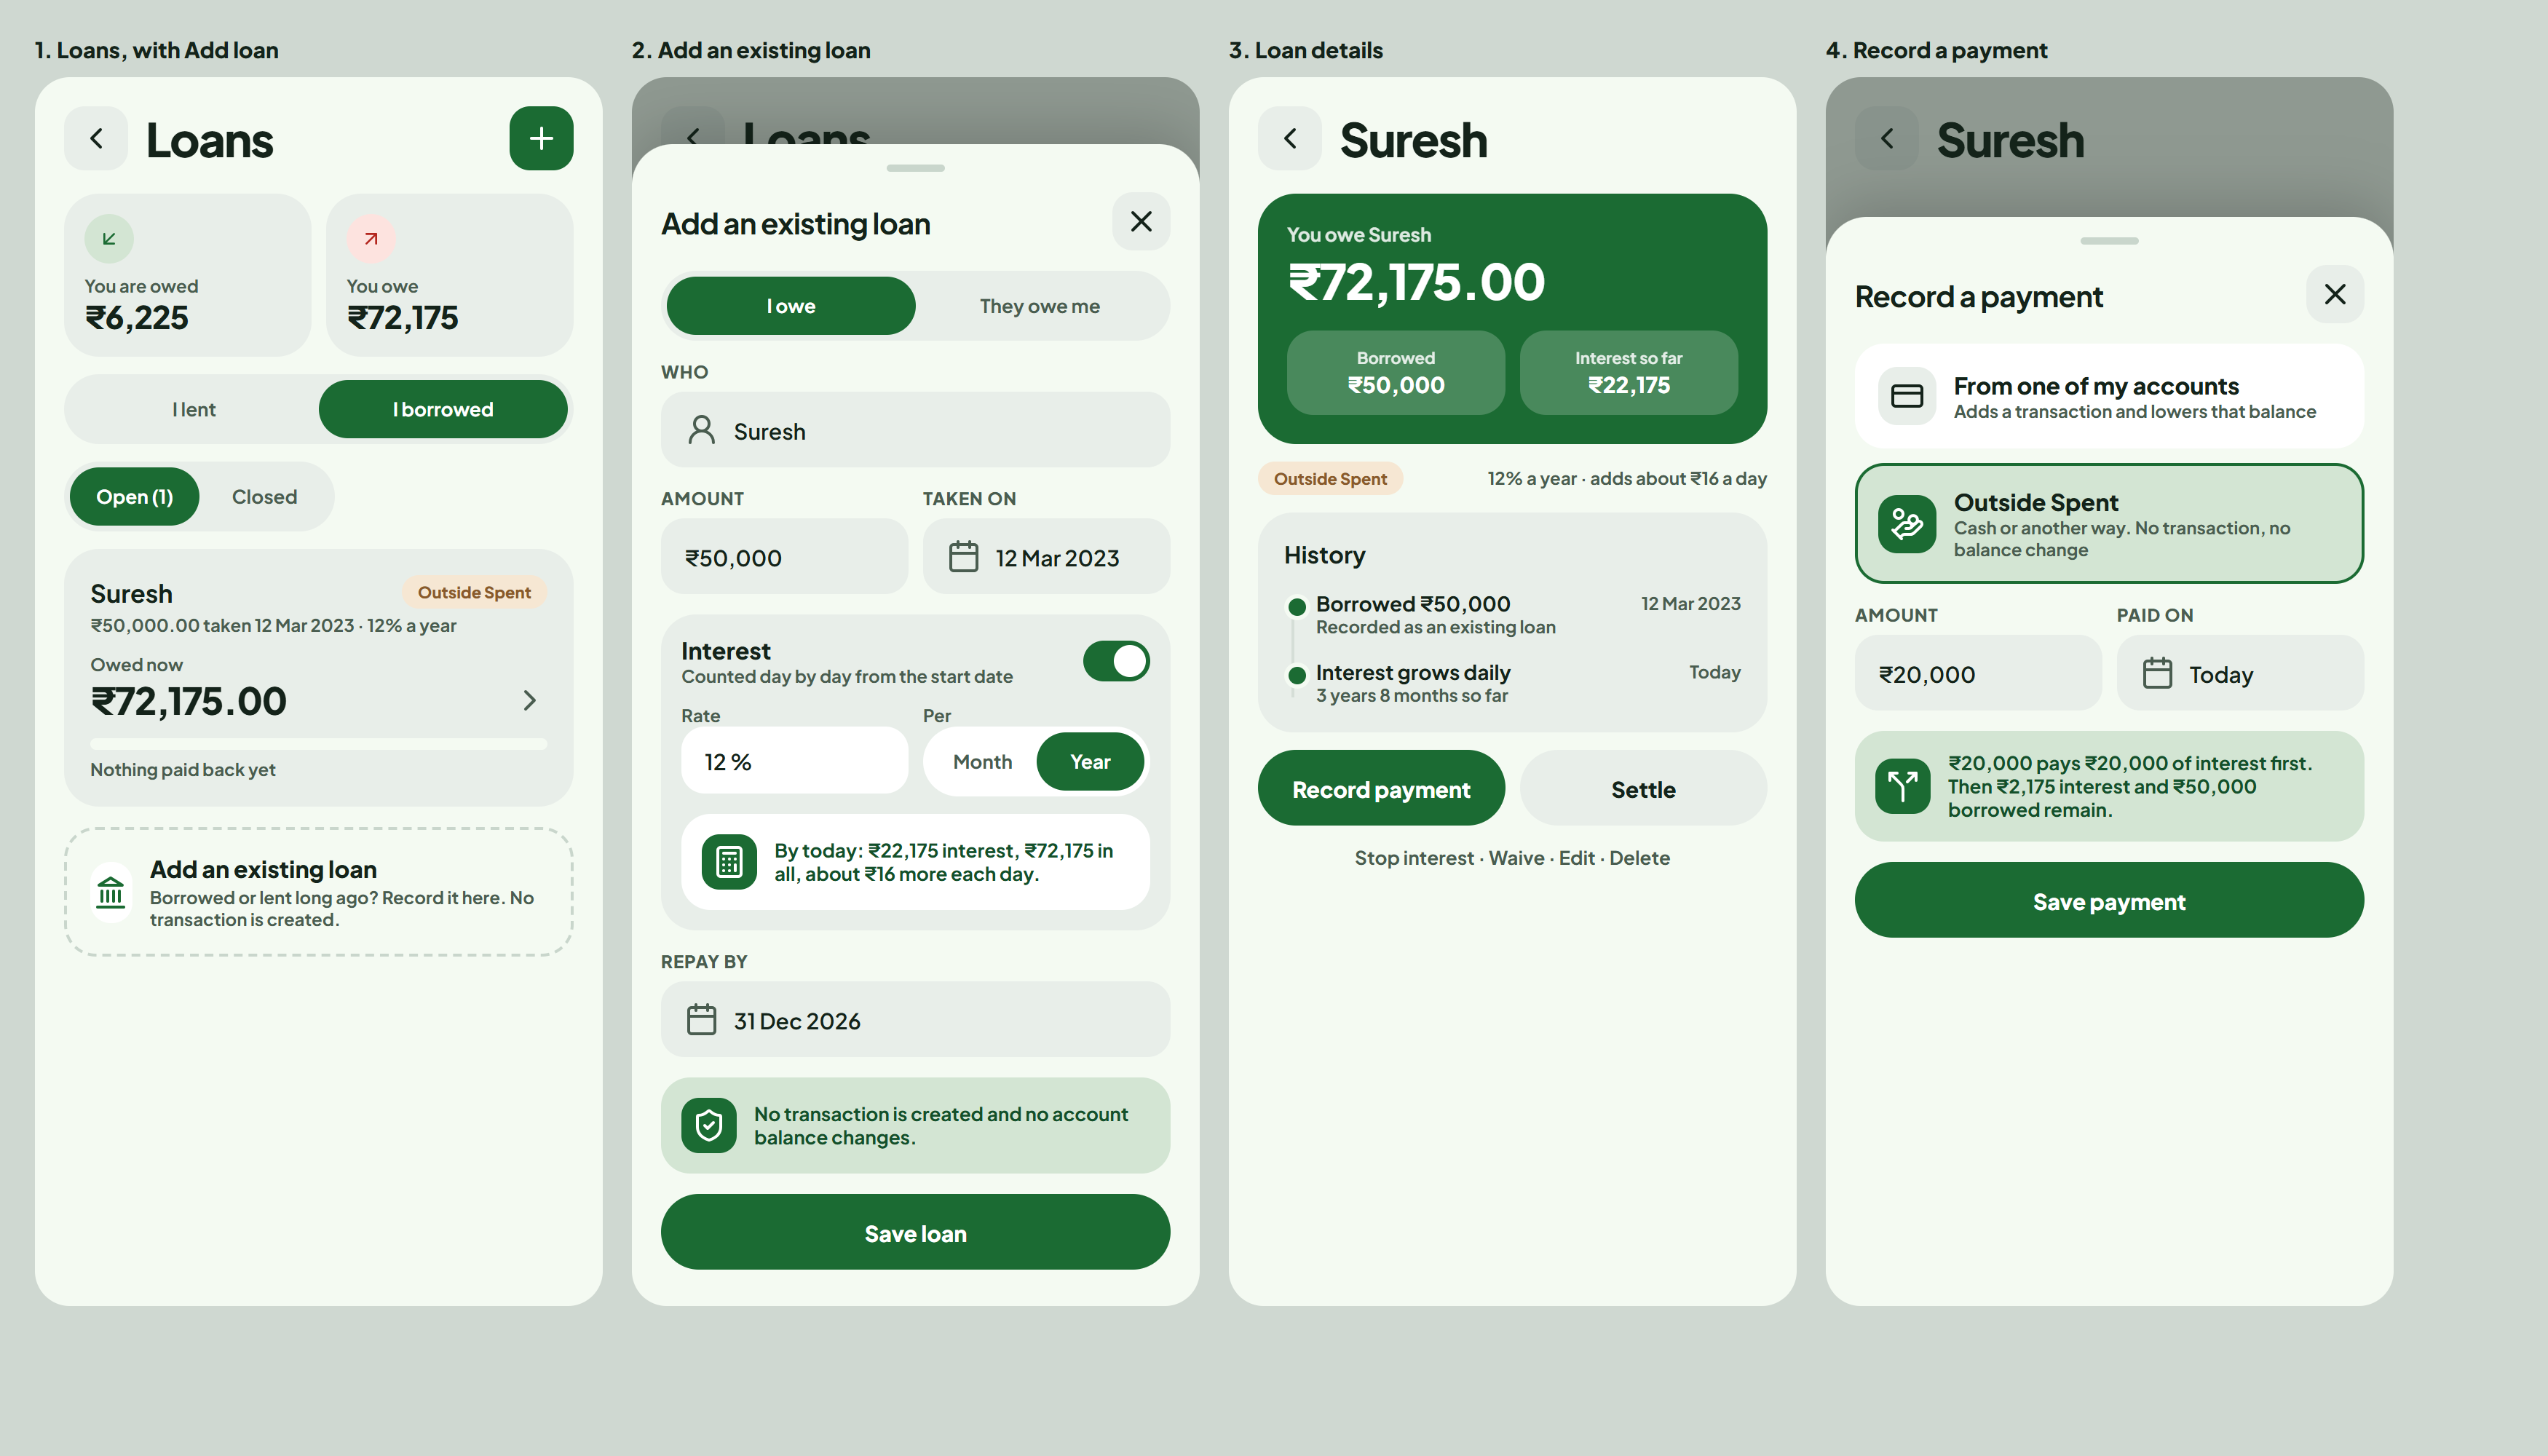 1. Loans, with Add loan
Loans
You are owed
₹6,225
You owe
₹72,175
I lent
I borrowed
Open (1)
Closed
Suresh
Outside Spent
₹50,000.00 taken 12 Mar 2023 · 12% a year
Owed now
₹72,175.00
Nothing paid back yet
Add an existing loan
Borrowed or lent long ago? Record it here. No
transaction is created.
2. Add an existing loan
Loans
Add an existing loan
I owe
They owe me
WHO
Suresh
AMOUNT
TAKEN ON
₹50,000
12 Mar 2023
Interest
Counted day by day from the start date
Rate
Per
12 %
Month
Year
By today: ₹22,175 interest, ₹72,175 in
all, about ₹16 more each day.
REPAY BY
31 Dec 2026
No transaction is created and no account
balance changes.
Save loan
3. Loan details
Suresh
You owe Suresh
₹72,175.00
Borrowed
₹50,000
Interest so far
₹22,175
Outside Spent
12% a year · adds about ₹16 a day
History
Borrowed ₹50,000
12 Mar 2023
Recorded as an existing loan
Interest grows daily
Today
3 years 8 months so far
Record payment
Settle
Stop interest · Waive · Edit · Delete
4. Record a payment
Suresh
Record a payment
From one of my accounts
Adds a transaction and lowers that balance
Outside Spent
Cash or another way. No transaction, no
balance change
AMOUNT
PAID ON
₹20,000
Today
₹20,000 pays ₹20,000 of interest first.
Then ₹2,175 interest and ₹50,000
borrowed remain.
Save payment